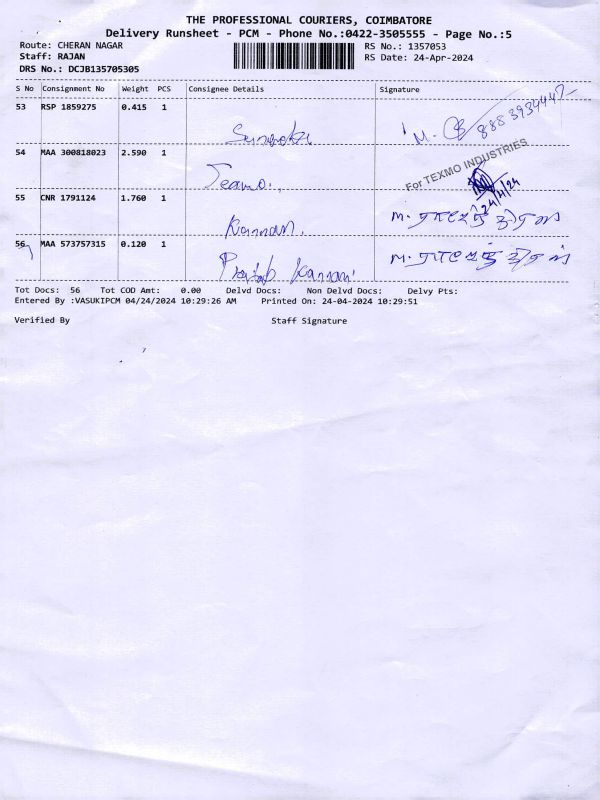 THE PROFESSIONAL COURIERS, COIMBATORE
Delivery Runsheet - PCM - Phone No.:0422-3505555 - Page No.:5
Route: CHERAN NAGAR
RS No.: 1357053
Staff: RAJAN
RS Date: 24-Apr-2024
DRS No.: DCJB135705305
S No Consignment No Weight PCS Consignee Details Signature
53 RSP 1859275 0.415 1
M. 8883934447
54 MAA 300818023 2.590 1
For TEXMO INDUSTRIES
24/4/24
55 CNR 1791124 1.760 1
Kannan.
56 MAA 573757315 0.120 1
Kannan
Tot Docs: 56 Tot COD Amt: 0.00 Delvd Docs: Non Delvd Docs: Delvy Pts:
Entered By :VASUKIPCM 04/24/2024 10:29:26 AM Printed On: 24-04-2024 10:29:51
Verified By Staff Signature